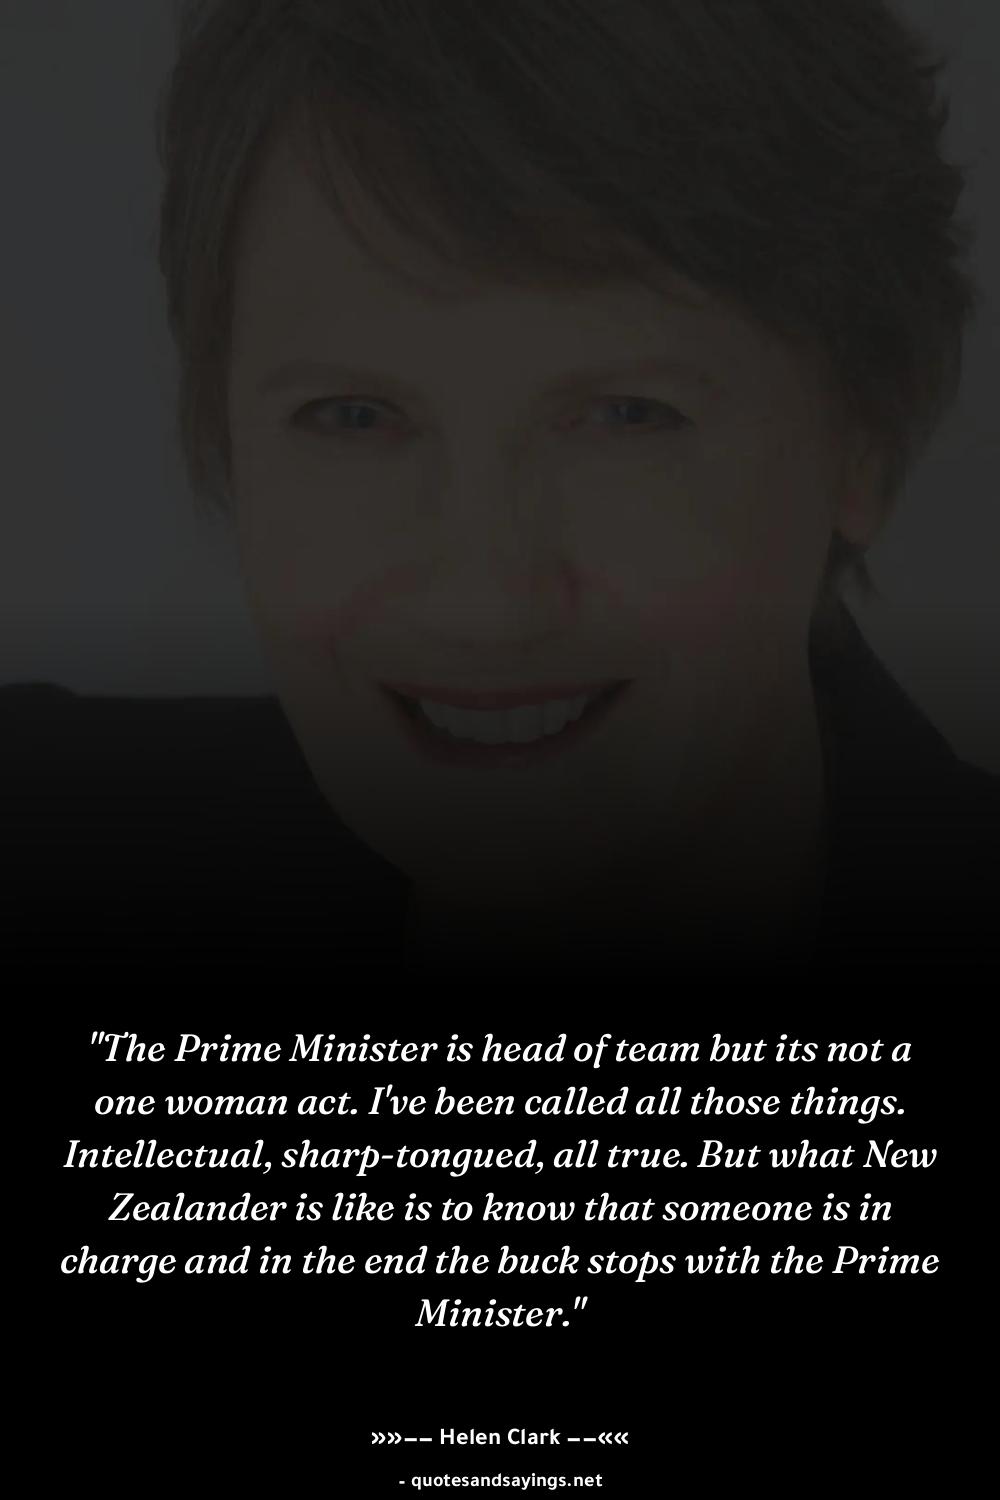 "The Prime Minister is head of team but its not a
one woman act. I've been called all those things.
Intellectual, sharp-tongued, all true. But what New
Zealander is like is to know that someone is in
charge and in the end the buck stops with the Prime
Minister."
»»–– Helen Clark ––««
- quotesandsayings.net